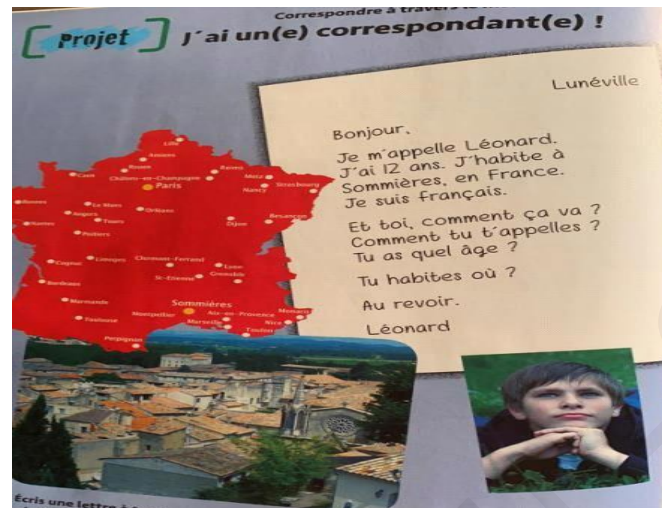 Correspondre à travers
[ Projet ] J'ai un(e) correspondant(e) !
Lunéville
Bonjour,
Je m'appelle Léonard.
J'ai 12 ans. J'habite à
Sommières, en France.
Je suis français.
Et toi, comment ça va ?
Comment tu t'appelles ?
Tu as quel âge ?
Tu habites où ?
Au revoir.
Léonard
Lille
Amiens
Rouen
Caen
Châlons-en-Champagne
Metz
Paris
Nancy
Strasbourg
Rennes
Le Mans
Angers
Orléans
Tours
Nantes
Dijon
Besançon
Poitiers
Cognac
Limoges
Clermont-Ferrand
Lyon
St-Etienne
Grenoble
Bordeaux
Marmande
Sommières
Toulouse
Montpellier
Aix-en-Provence
Monaco
Marseille
Nice
Toulon
Perpignan
Écris une lettre à